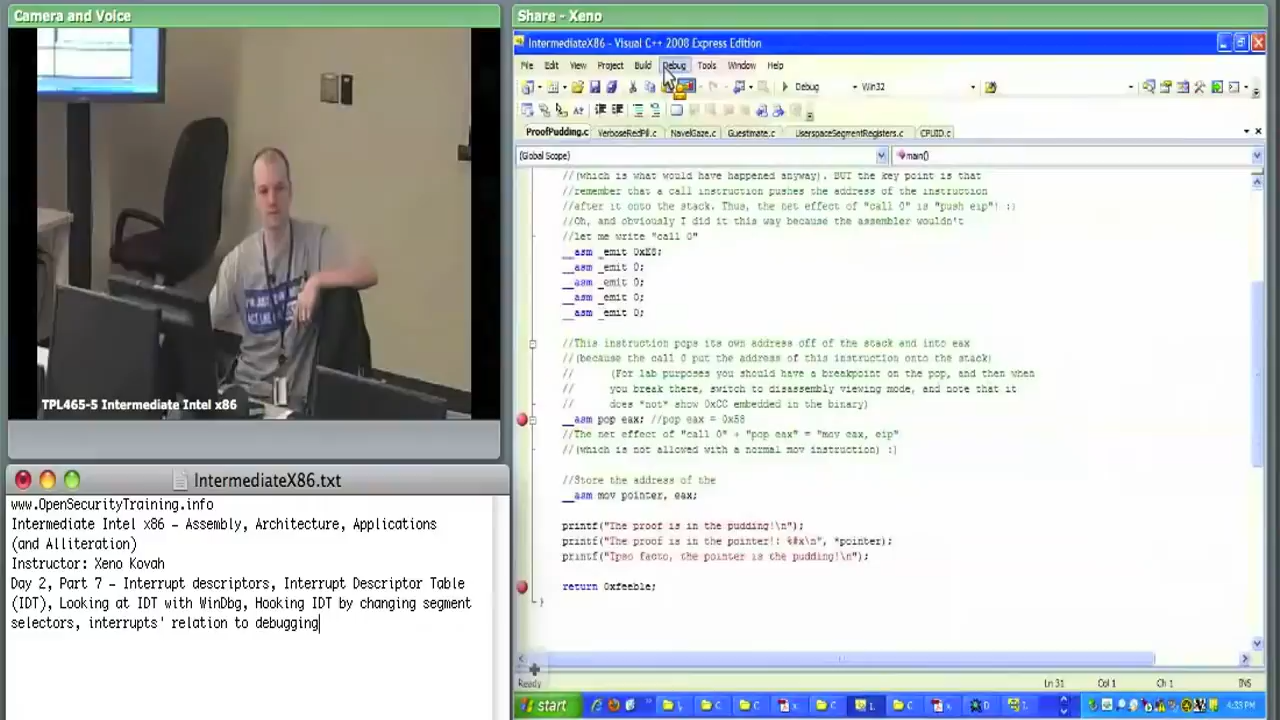 Camera and Voice
TPL465-5 Intermediate Intel x86
IntermediateX86.txt
www.OpenSecurityTraining.info
Intermediate Intel x86 - Assembly, Architecture, Applications
(and Alliteration)
Instructor: Xeno Kovah
Day 2, Part 7 - Interrupt descriptors, Interrupt Descriptor Table
(IDT), Looking at IDT with WinDbg, Hooking IDT by changing segment
selectors, interrupts' relation to debugging
Share - Xeno
IntermediateX86 - Visual C++ 2008 Express Edition
File Edit View Project Build Debug Tools Window Help
Debug Win32
ProofPudding.c VerboseRedPill.c NavelGaze.c Guestimate.c UserspaceSegmentRegisters.c CPUID.c
(Global Scope) main()
//(which is what would have happened anyway). BUT the key point is that
//remember that a call instruction pushes the address of the instruction
//after it onto the stack. Thus, the net effect of "call 0" is "push eip"! :)
//Oh, and obviously I did it this way because the assembler wouldn't
//let me write "call 0"
__asm _emit 0xE8;
__asm _emit 0;
__asm _emit 0;
__asm _emit 0;
__asm _emit 0;
//This instruction pops its own address off of the stack and into eax
//(because the call 0 put the address of this instruction onto the stack)
// (For lab purposes you should have a breakpoint on the pop, and then when
// you break there, switch to disassembly viewing mode, and note that it
// does *not* show 0xCC embedded in the binary)
__asm pop eax; //pop eax = 0x58
//The net effect of "call 0" + "pop eax" = "mov eax, eip"
//(which is not allowed with a normal mov instruction) :)
//Store the address of the
__asm mov pointer, eax;
printf("The proof is in the pudding!\n");
printf("The proof is in the pointer!: %#x\n", *pointer);
printf("Ipso facto, the pointer is the pudding!\n");
return 0xfeeble;
}
Ready Ln 31 Col 1 Ch 1 INS
start 4:33 PM